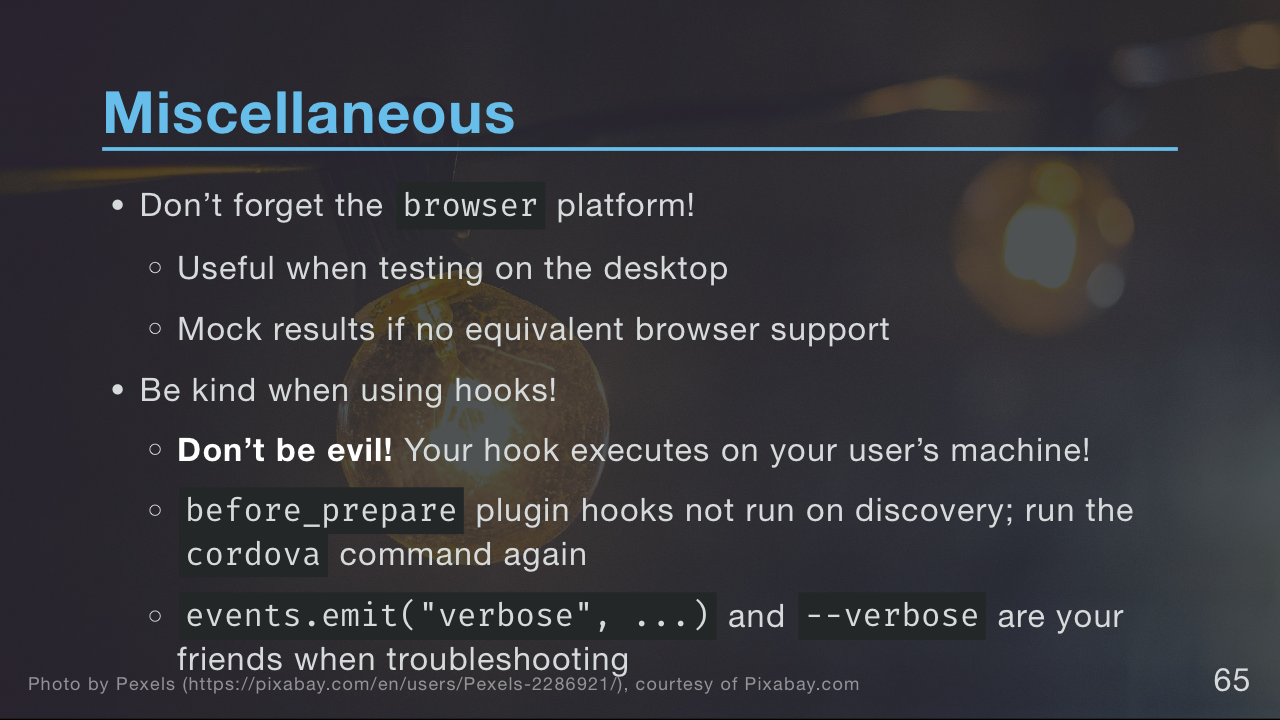 Miscellaneous
• Don’t forget the browser platform!
○ Useful when testing on the desktop
○ Mock results if no equivalent browser support
• Be kind when using hooks!
○ Don’t be evil! Your hook executes on your user’s machine!
○ before_prepare plugin hooks not run on discovery; run the
cordova command again
○ events.emit("verbose", ...) and --verbose are your
friends when troubleshooting
Photo by Pexels (https://pixabay.com/en/users/Pexels-2286921/), courtesy of Pixabay.com
65